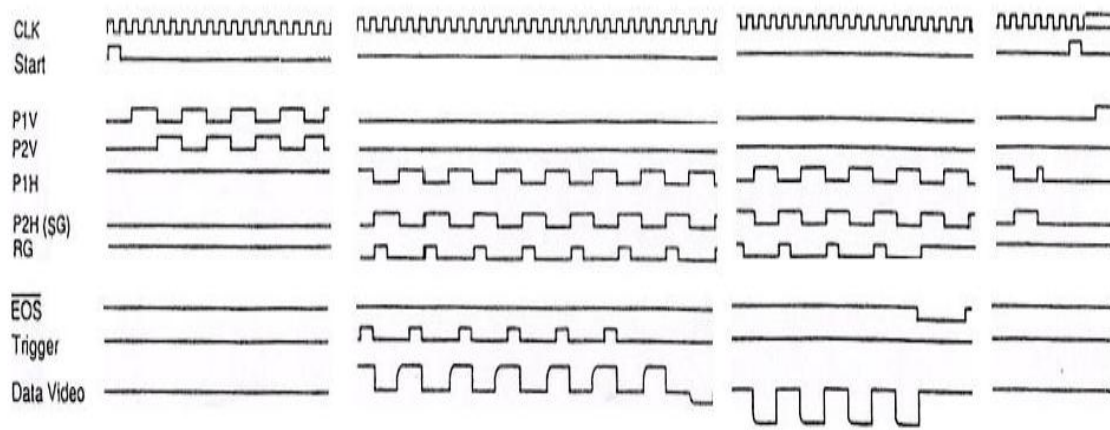 CLK
Start
P1V
P2V
P1H
P2H (SG)
RG
EOS
Trigger
Data Video